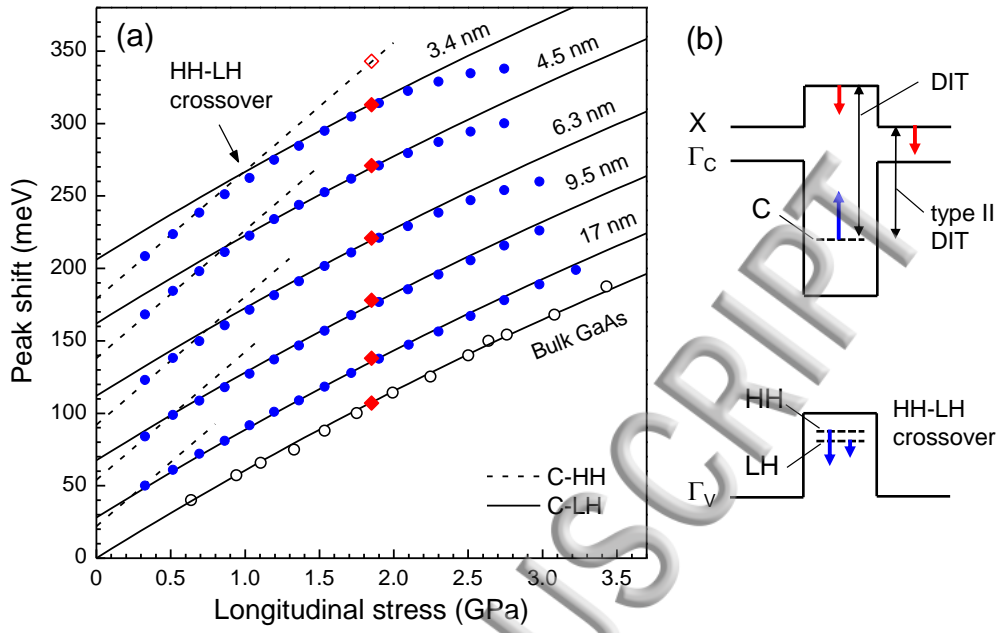 (a)
Peak shift (meV)
350
300
250
200
150
100
50
0
HH-LH
crossover
3.4 nm
4.5 nm
6.3 nm
9.5 nm
17 nm
Bulk GaAs
C-HH
C-LH
0
0.5
1.0
1.5
2.0
2.5
3.0
3.5
Longitudinal stress (GPa)
(b)
DIT
X
Γ_C
C
type II
DIT
HH
LH
HH-LH
crossover
Γ_V
USCRIPT